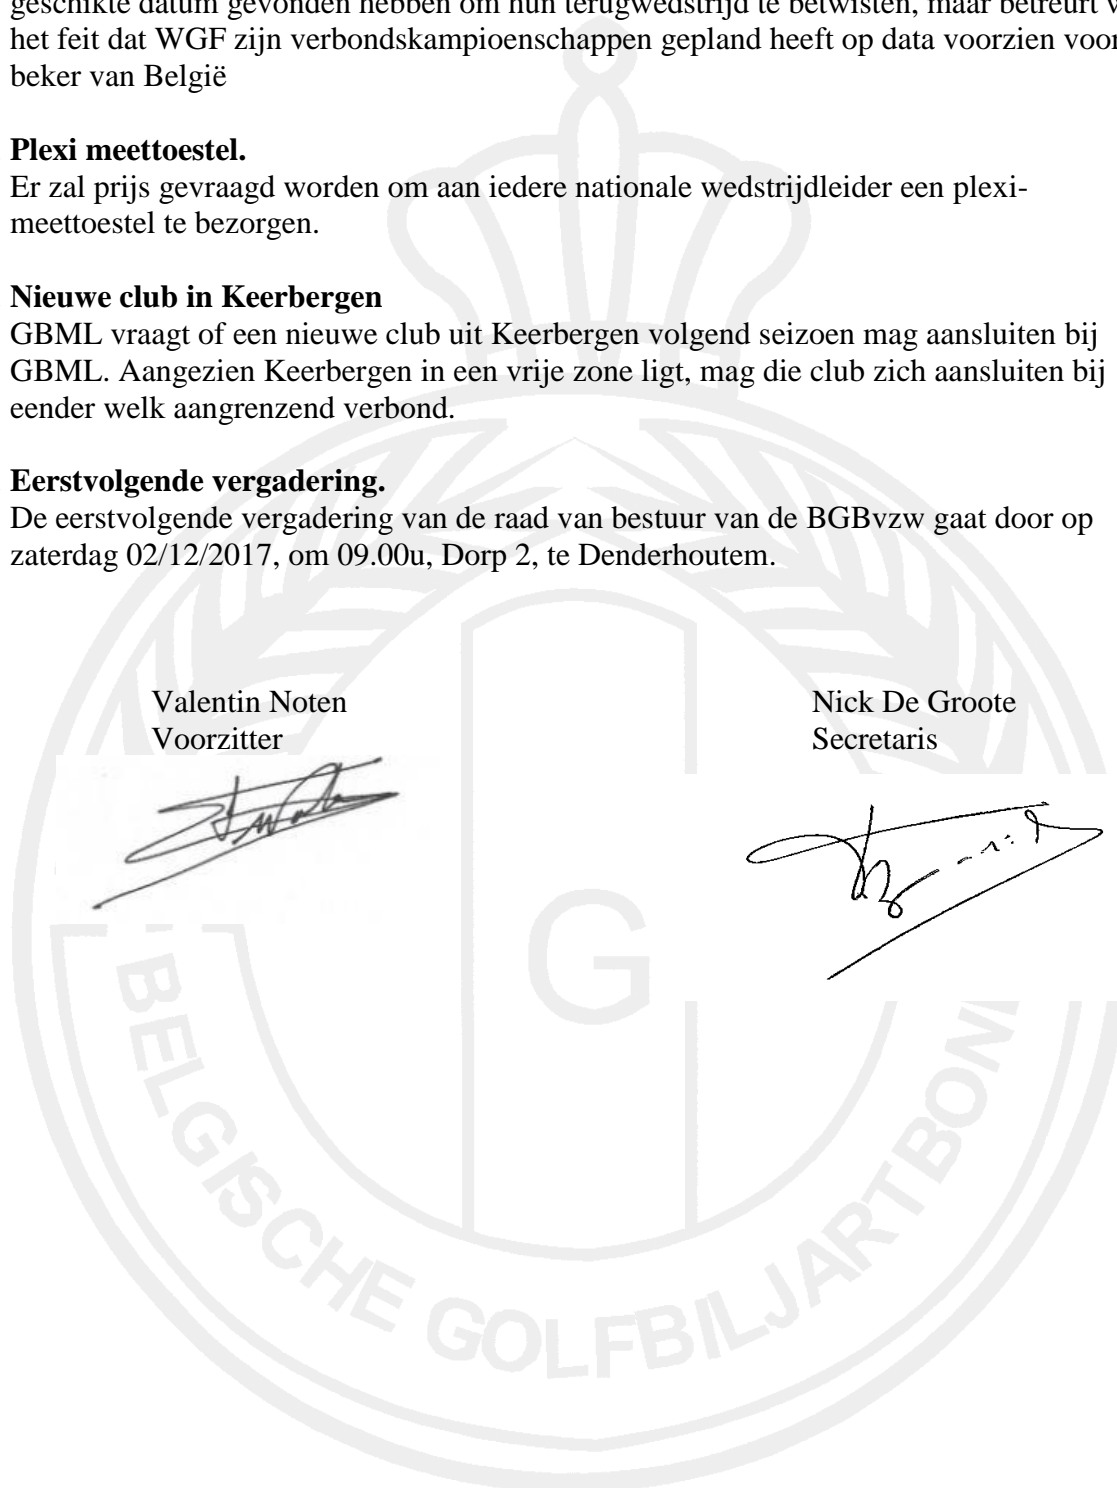 geschikte datum gevonden hebben om hun terugwedstrijd te betwisten, maar betreurt
het feit dat WGF zijn verbondskampioenschappen gepland heeft op data voorzien voor
beker van België
Plexi meettoestel.
Er zal prijs gevraagd worden om aan iedere nationale wedstrijdleider een plexi-
meettoestel te bezorgen.
Nieuwe club in Keerbergen
GBML vraagt of een nieuwe club uit Keerbergen volgend seizoen mag aansluiten bij
GBML. Aangezien Keerbergen in een vrije zone ligt, mag die club zich aansluiten bij
eender welk aangrenzend verbond.
Eerstvolgende vergadering.
De eerstvolgende vergadering van de raad van bestuur van de BGBvzw gaat door op
zaterdag 02/12/2017, om 09.00u, Dorp 2, te Denderhoutem.
Valentin Noten
Voorzitter
Nick De Groote
Secretaris
G
BELGISCHE GOLFBILJARTBON